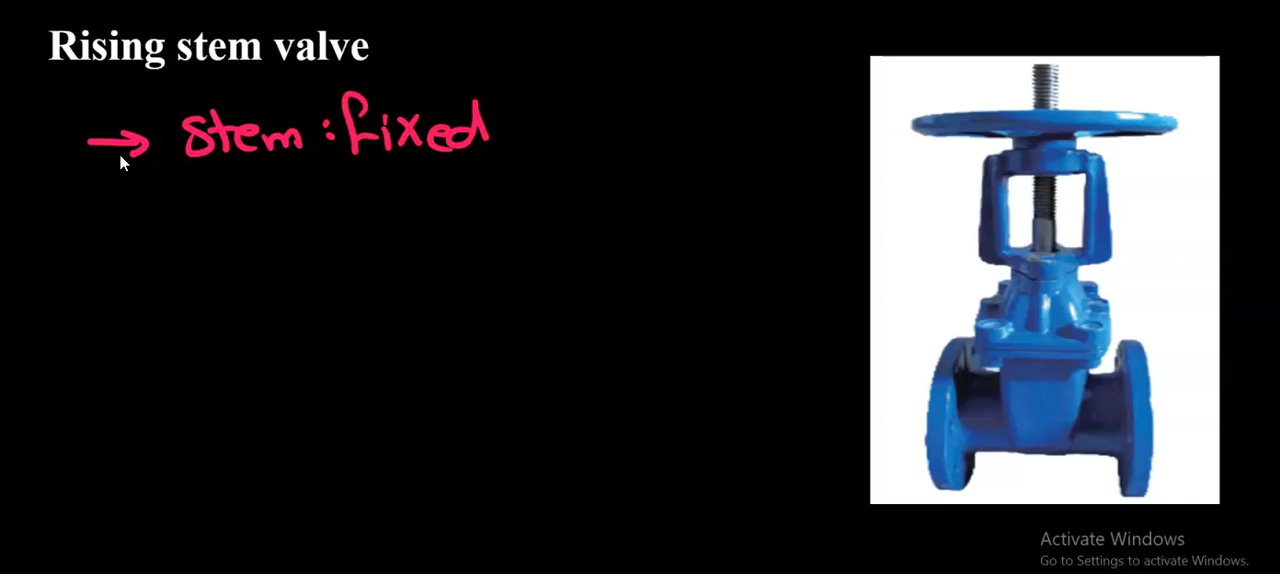 Rising stem valve
→ Stem : fixed
Activate Windows
Go to Settings to activate Windows.